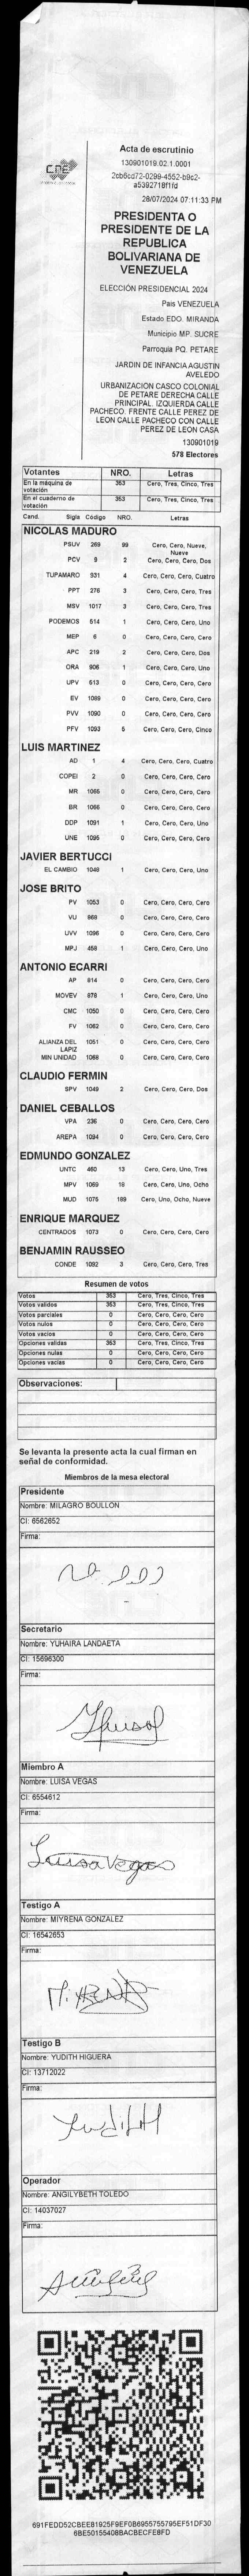 CPE
Acta de escrutinio
130901019.02.1.0001
2cb6cd72-0299-4552-b9c2-
a5392718f1fd
28/07/2024 07:11:33 PM
PRESIDENTA O
PRESIDENTE DE LA
REPUBLICA
BOLIVARIANA DE
VENEZUELA
ELECCIÓN PRESIDENCIAL 2024
Pais VENEZUELA
Estado EDO. MIRANDA
Municipio MP. SUCRE
Parroquia PQ. PETARE
JARDIN DE INFANCIA AGUSTIN
AVELEDO
URBANIZACION CASCO COLONIAL
DE PETARE DERECHA CALLE
PRINCIPAL. IZQUIERDA CALLE
PACHECO. FRENTE CALLE PEREZ DE
LEON CALLE PACHECO CON CALLE
PEREZ DE LEON CASA
130901019
578 Electores
Votantes NRO. Letras
En la máquina de votación 353 Cero, Tres, Cinco, Tres
En el cuaderno de votación 353 Cero, Tres, Cinco, Tres
Cand. Sigla Código NRO. Letras
NICOLAS MADURO
PSUV 269 99 Cero, Cero, Nueve, Nueve
PCV 9 2 Cero, Cero, Cero, Dos
TUPAMARO 931 4 Cero, Cero, Cero, Cuatro
PPT 276 3 Cero, Cero, Cero, Tres
MSV 1017 3 Cero, Cero, Cero, Tres
PODEMOS 514 1 Cero, Cero, Cero, Uno
MEP 6 0 Cero, Cero, Cero, Cero
APC 219 2 Cero, Cero, Cero, Dos
ORA 906 1 Cero, Cero, Cero, Uno
UPV 513 0 Cero, Cero, Cero, Cero
EV 1089 0 Cero, Cero, Cero, Cero
PVV 1090 0 Cero, Cero, Cero, Cero
PFV 1093 5 Cero, Cero, Cero, Cinco
LUIS MARTINEZ
AD 1 4 Cero, Cero, Cero, Cuatro
COPEI 2 0 Cero, Cero, Cero, Cero
MR 1065 0 Cero, Cero, Cero, Cero
BR 1066 0 Cero, Cero, Cero, Cero
DDP 1091 1 Cero, Cero, Cero, Uno
UNE 1095 0 Cero, Cero, Cero, Cero
JAVIER BERTUCCI
EL CAMBIO 1048 1 Cero, Cero, Cero, Uno
JOSE BRITO
PV 1053 0 Cero, Cero, Cero, Cero
VU 969 0 Cero, Cero, Cero, Cero
UVV 1096 0 Cero, Cero, Cero, Cero
MPJ 459 1 Cero, Cero, Cero, Uno
ANTONIO ECARRI
AP 814 0 Cero, Cero, Cero, Cero
MOVEV 878 1 Cero, Cero, Cero, Uno
CMC 1050 0 Cero, Cero, Cero, Cero
FV 1062 0 Cero, Cero, Cero, Cero
ALIANZA DEL LAPIZ 1051 0 Cero, Cero, Cero, Cero
MIN UNIDAD 1068 0 Cero, Cero, Cero, Cero
CLAUDIO FERMIN
SPV 1049 2 Cero, Cero, Cero, Dos
DANIEL CEBALLOS
VPA 236 0 Cero, Cero, Cero, Cero
AREPA 1094 0 Cero, Cero, Cero, Cero
EDMUNDO GONZALEZ
UNTC 460 13 Cero, Cero, Uno, Tres
MPV 1069 18 Cero, Cero, Uno, Ocho
MUD 1075 189 Cero, Uno, Ocho, Nueve
ENRIQUE MARQUEZ
CENTRADOS 1073 0 Cero, Cero, Cero, Cero
BENJAMIN RAUSSEO
CONDE 1092 3 Cero, Cero, Cero, Tres
Resumen de votos
Votos 353 Cero, Tres, Cinco, Tres
Votos validos 353 Cero, Tres, Cinco, Tres
Votos parciales 0 Cero, Cero, Cero, Cero
Votos nulos 0 Cero, Cero, Cero, Cero
Votos vacios 0 Cero, Cero, Cero, Cero
Opciones validas 353 Cero, Tres, Cinco, Tres
Opciones nulas 0 Cero, Cero, Cero, Cero
Opciones vacias 0 Cero, Cero, Cero, Cero
Observaciones:
Se levanta la presente acta la cual firman en
señal de conformidad.
Miembros de la mesa electoral
Presidente
Nombre: MILAGRO BOULLON
CI: 6562652
Firma:
Secretario
Nombre: YUHAIRA LANDAETA
CI: 15696300
Firma:
Miembro A
Nombre: LUISA VEGAS
CI: 6554612
Firma:
Luisa Vegas
Testigo A
Nombre: MIYRENA GONZALEZ
CI: 16542653
Firma:
Testigo B
Nombre: YUDITH HIGUERA
CI: 13712022
Firma:
Yudith
Operador
Nombre: ANGILYBETH TOLEDO
CI: 14037027
Firma:
691FEDD52CBEE81925F9EF0B6955755795EF51DF30
6BE50155408BACBECFE8FD